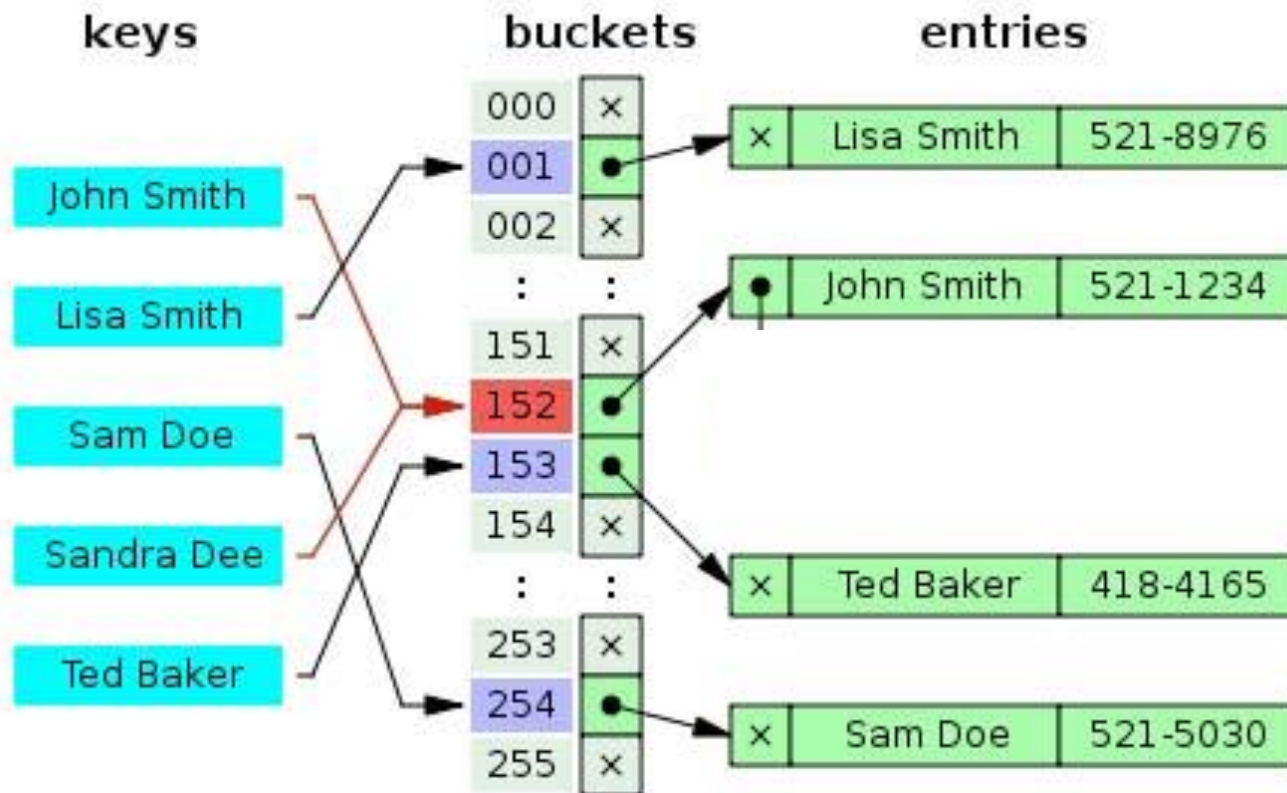 keys buckets entries
000 ×
Lisa Smith 521-8976
× 001
John Smith
002 ×
John Smith 521-1234
: :
Lisa Smith
151 ×
152
Sam Doe
153
154 ×
Sandra Dee
× Ted Baker 418-4165
: :
253 ×
Ted Baker
254
× Sam Doe 521-5030
255 ×